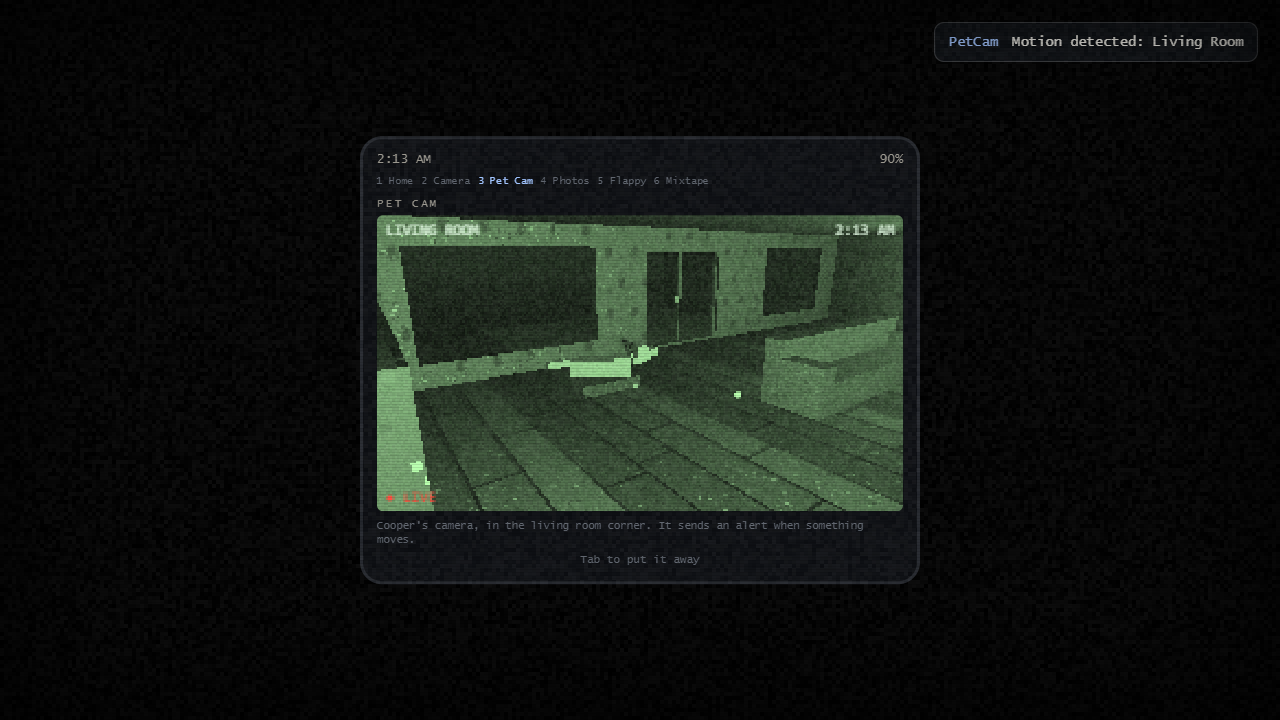 PetCam Motion detected: Living Room
2:13 AM 90%
1 Home 2 Camera 3 Pet Cam 4 Photos 5 Flappy 6 Mixtape
PET CAM
LIVING ROOM 2:13 AM
LIVE
Cooper's camera, in the living room corner. It sends an alert when something
moves.
Tab to put it away